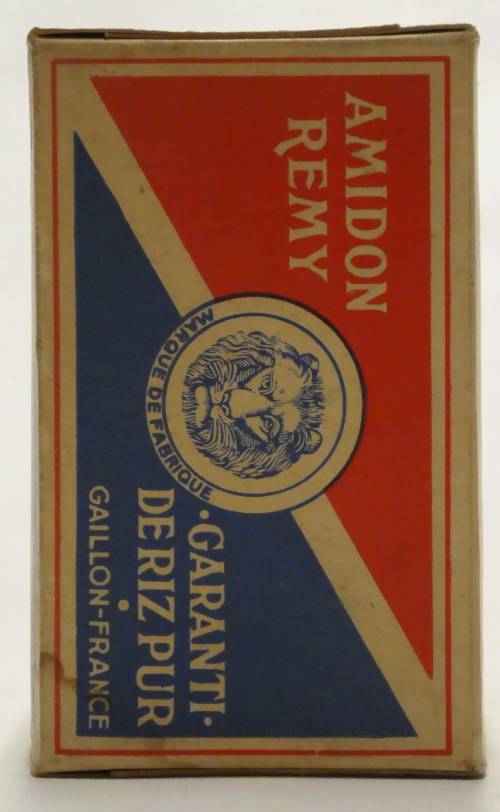 AMIDON
REMY
MARQUE DE FABRIQUE
·GARANTI·
DE RIZ PUR
GAILLON-FRANCE